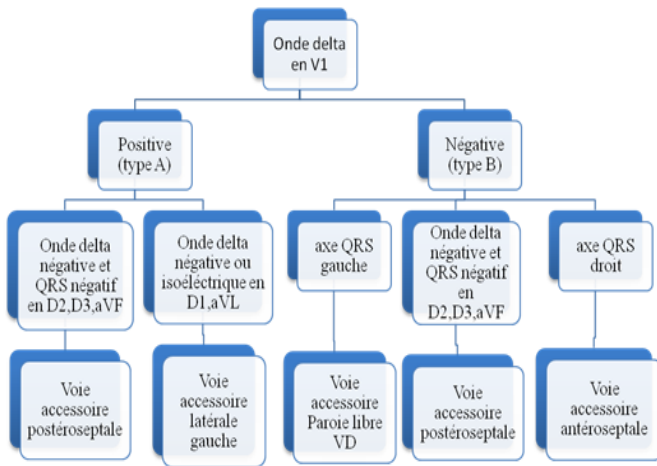 Onde delta
en V1
Positive
(type A)
Négative
(type B)
Onde delta
négative et
QRS négatif
en D2,D3,aVF
Onde delta
négative ou
isoéléctrique en
D1,aVL
axe QRS
gauche
Onde delta
négative et
QRS négatif
en
D2,D3,aVF
axe QRS
droit
Voie
accessoire
postéroseptale
Voie
accessoire
latérale
gauche
Voie
accessoire
Paroie libre
VD
Voie
accessoire
postéroseptale
Voie
accessoire
antéroseptale